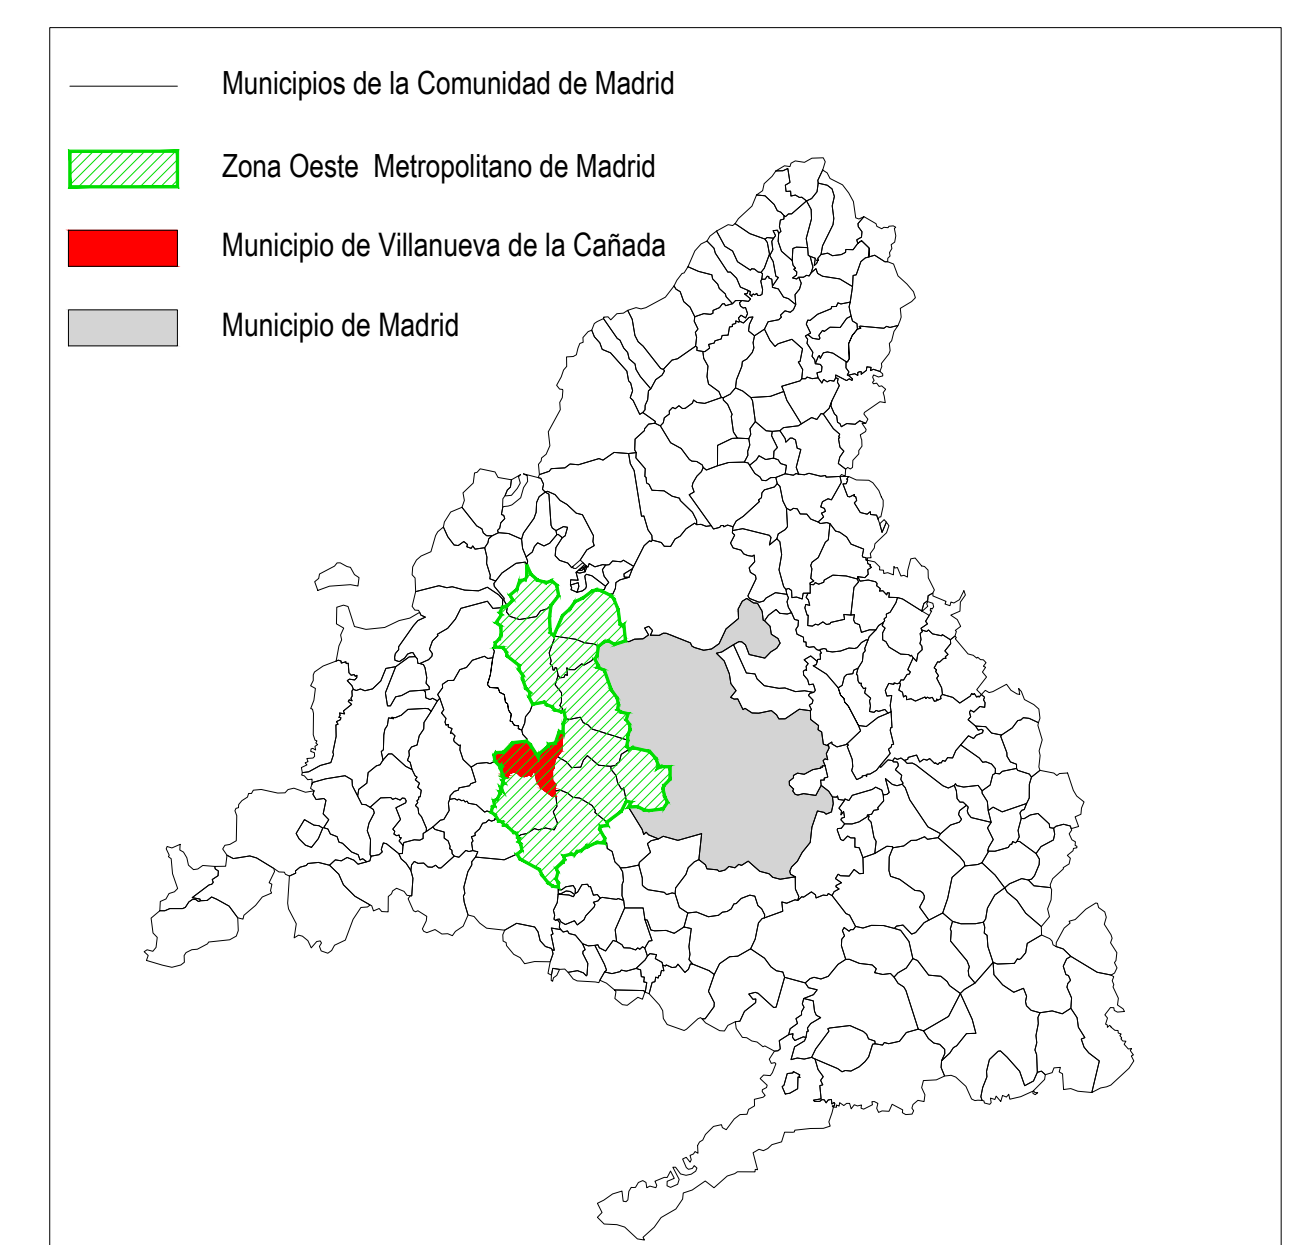 Municipios de la Comunidad de Madrid
Zona Oeste  Metropolitano de Madrid
Municipio de Villanueva de la Cañada
Municipio de Madrid